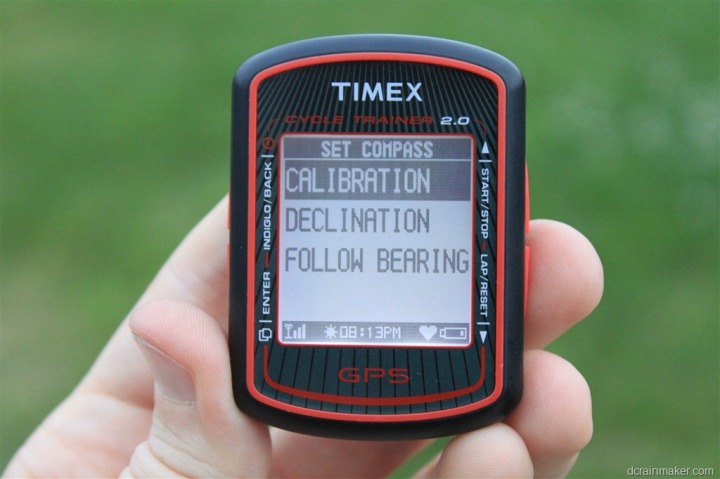 TIMEX
CYCLE TRAINER 2.0
INDIGLO/BACK
ENTER
SET COMPASS
CALIBRATION
DECLINATION
FOLLOW BEARING
08:13PM
START/STOP
LAP/RESET
GPS
dcrainmaker.com